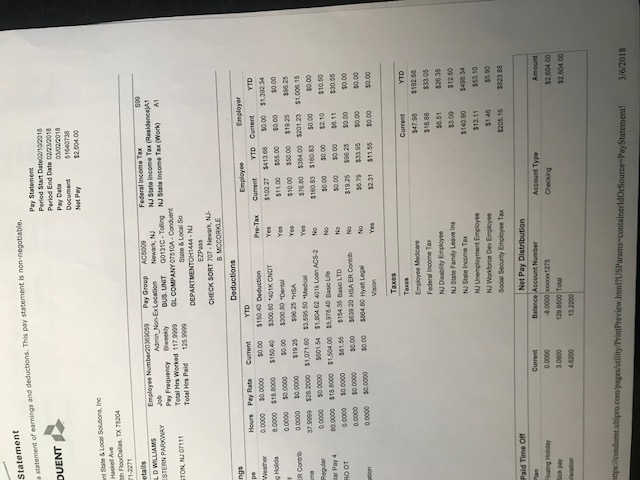 Statement
a statement of earnings and deductions. This pay statement is non-negotiable.
DUENT
Pay Statement
Period Start Date02/10/2018
Period End Date 02/23/2018
Pay Date 03/02/2018
Document 51640738
Net Pay $2,604.00
nt State & Local Solutions, Inc
Haskell Ave
th FloorDallas, TX 75204
71-2271
etails
L D WILLIAMS
STERN PARKWAY
TON, NJ 07111
Employee Number20369059
Job Admin_Non-Ex
Pay Frequency Biweekly
Total Hrs Worked 117.9999
Total Hrs Paid 125.9999
Pay Group ACS009
Location Newark, NJ
BUS. UNIT G0131C - Tolling
GL COMPANY07510A - Conduent
State & Local So
DEPARTMENTOH1444 - NJ
EZPass
CHECK SORT 707 - Newark, NJ-
B. MCCORKLE
Federal Income Tax S99
NJ State Income Tax (Residence)A1
NJ State Income Tax (Work) A1
ngs
pe Hours Pay Rate Current YTD
Weather 0.0000 $0.0000 $0.00 $150.40
g Holida 8.0000 $18.8000 $150.40 $300.80
y 0.0000 $0.0000 $0.00 $300.80
ER Contrib 0.0000 $0.0000 $19.25 $96.25
me 37.9999 $28.2000 $1,071.60 $3,595.50
Regular 0.0000 $0.0000 $601.54 $1,804.62
lar Pay 4 80.0000 $18.8000 $1,504.00 $5,978.40
RO OT 0.0000 $0.0000 $81.55 $154.35
0.0000 $0.0000 $0.00 $639.20
ation 0.0000 $0.0000 $0.00 $864.80
Deductions
Employee Employer
Deduction Pre-Tax Current YTD Current YTD
*401K CNDT Yes $102.27 $413.66 $0.00 $1,392.34
*Dental Yes $11.00 $55.00 $0.00 $0.00
*HSA Yes $10.00 $50.00 $19.25 $96.25
*Medical Yes $76.80 $384.00 $201.23 $1,006.15
401k Loan ACS-2 No $160.83 $160.83 $0.00 $0.00
Basic Life No $0.00 $0.00 $2.10 $10.50
Basic LTD No $0.00 $0.00 $6.11 $30.55
HSA ER Contrib No $19.25 $96.25 $0.00 $0.00
Hyatt Legal No $6.79 $33.95 $0.00 $0.00
Vision Yes $2.31 $11.55 $0.00 $0.00
Taxes
Taxes Current YTD
Employee Medicare $47.98 $192.68
Federal Income Tax $16.88 $33.05
NJ Disability Employee $6.51 $26.38
NJ State Family Leave Ins $3.09 $12.50
NJ State Income Tax $140.90 $498.34
NJ Unemployment Employee $13.11 $53.10
NJ Workforce Dev Employee $1.46 $5.90
Social Security Employee Tax $205.16 $823.88
Paid Time Off
Plan Current Balance
Floating Holiday 0.0000 -8.0000
Sick pay 3.0800 129.9500
Vacation 4.6200 13.2200
Net Pay Distribution
Account Number Account Type Amount
xxxxxx1275 Checking $2,604.00
Total $2,604.00
https://conduent.ultipro.com/pages/utility/PrintPreview.html?USParams=containerIdOrSource=PayStatement! 3/6/2018